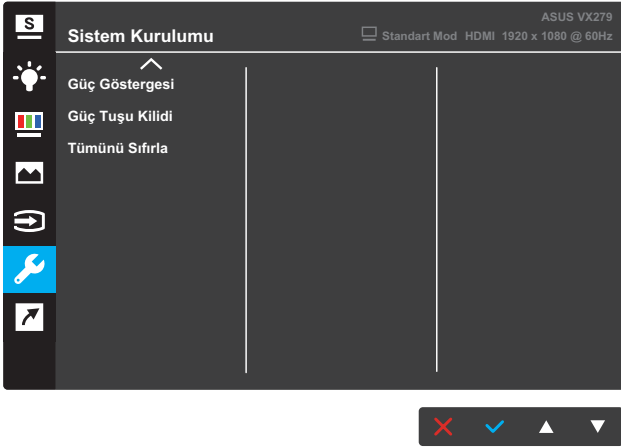 S
ASUS VX279
Sistem Kurulumu
Standart Mod HDMI 1920 x 1080 @ 60Hz
Güç Göstergesi
Güç Tuşu Kilidi
Tümünü Sıfırla